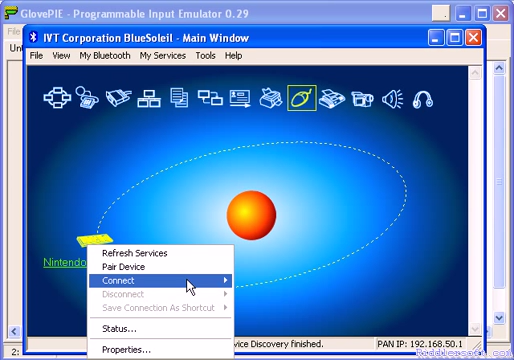 GlovePIE - Programmable Input Emulator 0.29
IVT Corporation BlueSoleil - Main Window
File View My Bluetooth My Services Tools Help
Nintendo
Refresh Services
Pair Device
Connect
Disconnect
Save Connection As Shortcut
Status...
Properties...
Discovery finished.
PAN IP: 192.168.50.1
2: